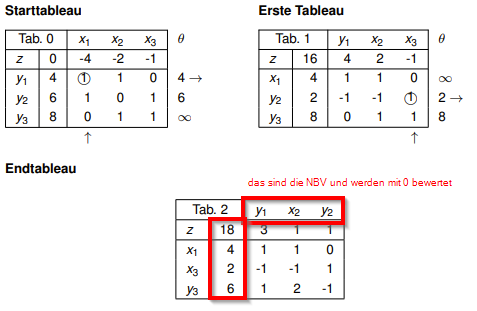 Starttableau
Tab. 0 x1 x2 x3 θ
z 0 -4 -2 -1
y1 4 1 1 0 4 →
y2 6 1 0 1 6
y3 8 0 1 1 ∞
↑
Erste Tableau
Tab. 1 y1 x2 x3 θ
z 16 4 2 -1
x1 4 1 1 0 ∞
y2 2 -1 -1 1 2 →
y3 8 0 1 1 8
↑
Endtableau
das sind die NBV und werden mit 0 bewertet
Tab. 2 y1 x2 y2
z 18 3 1 1
x1 4 1 1 0
x3 2 -1 -1 1
y3 6 1 2 -1